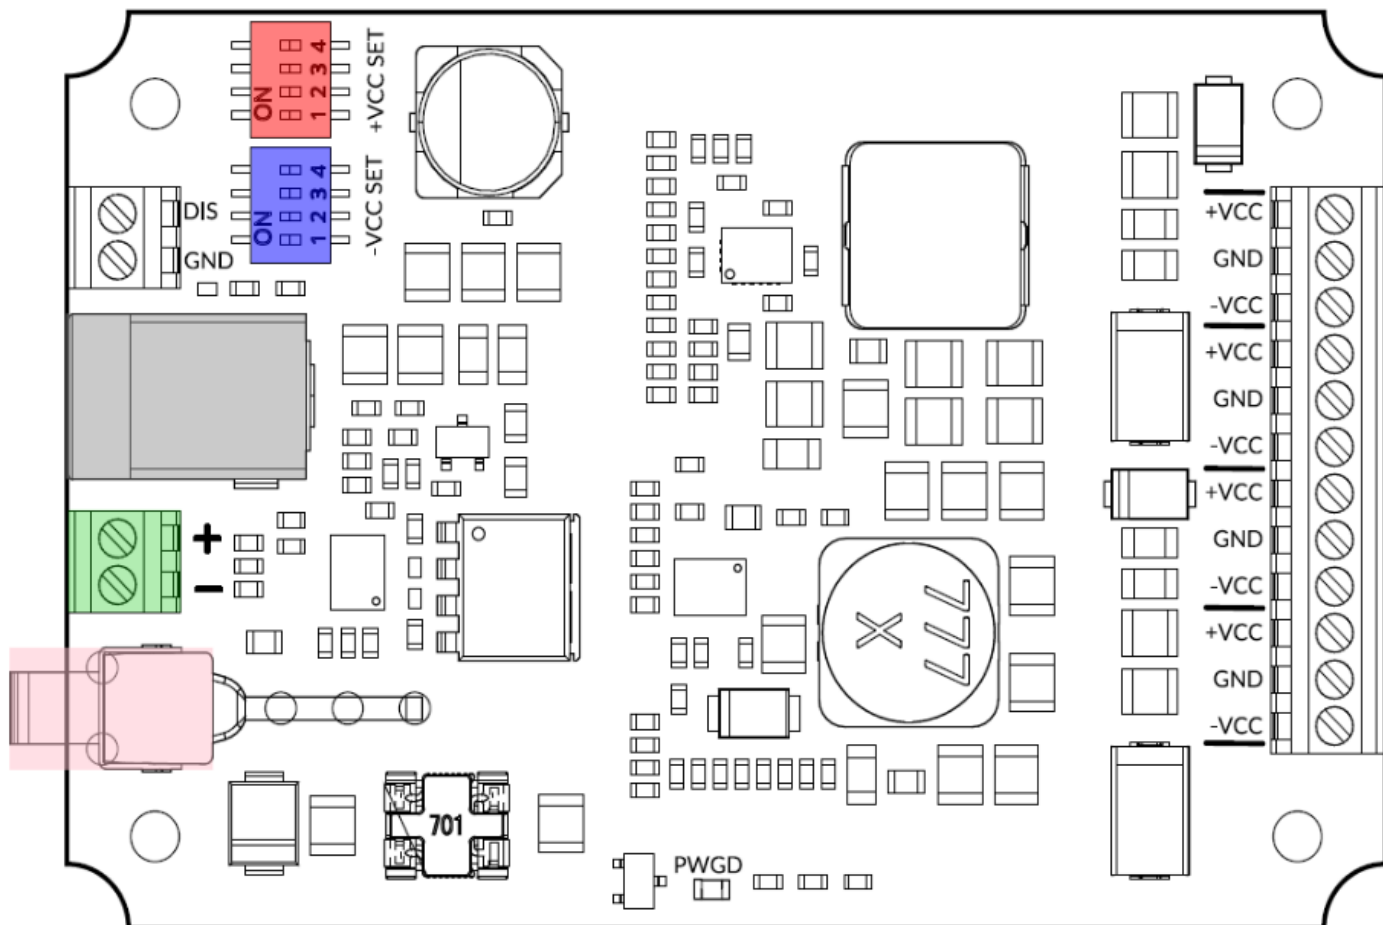 ON
1 2 3 4
+VCC SET
ON
1 2 3 4
-VCC SET
DIS
GND
+
−
701
X
777
PWGD
+VCC
GND
-VCC
+VCC
GND
-VCC
+VCC
GND
-VCC
+VCC
GND
-VCC